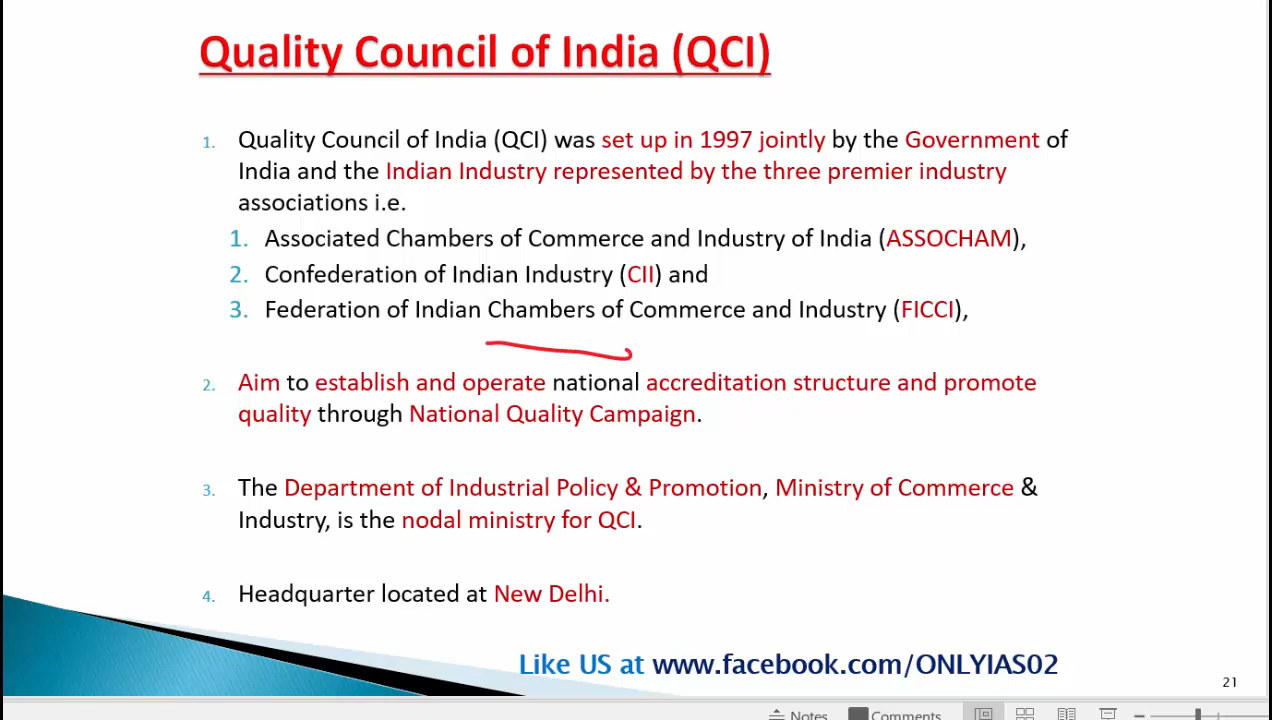 Quality Council of India (QCI)
1. Quality Council of India (QCI) was set up in 1997 jointly by the Government of
India and the Indian Industry represented by the three premier industry
associations i.e.
1. Associated Chambers of Commerce and Industry of India (ASSOCHAM),
2. Confederation of Indian Industry (CII) and
3. Federation of Indian Chambers of Commerce and Industry (FICCI),
2. Aim to establish and operate national accreditation structure and promote
quality through National Quality Campaign.
3. The Department of Industrial Policy & Promotion, Ministry of Commerce &
Industry, is the nodal ministry for QCI.
4. Headquarter located at New Delhi.
Like US at www.facebook.com/ONLYIAS02
21
Notes Comments